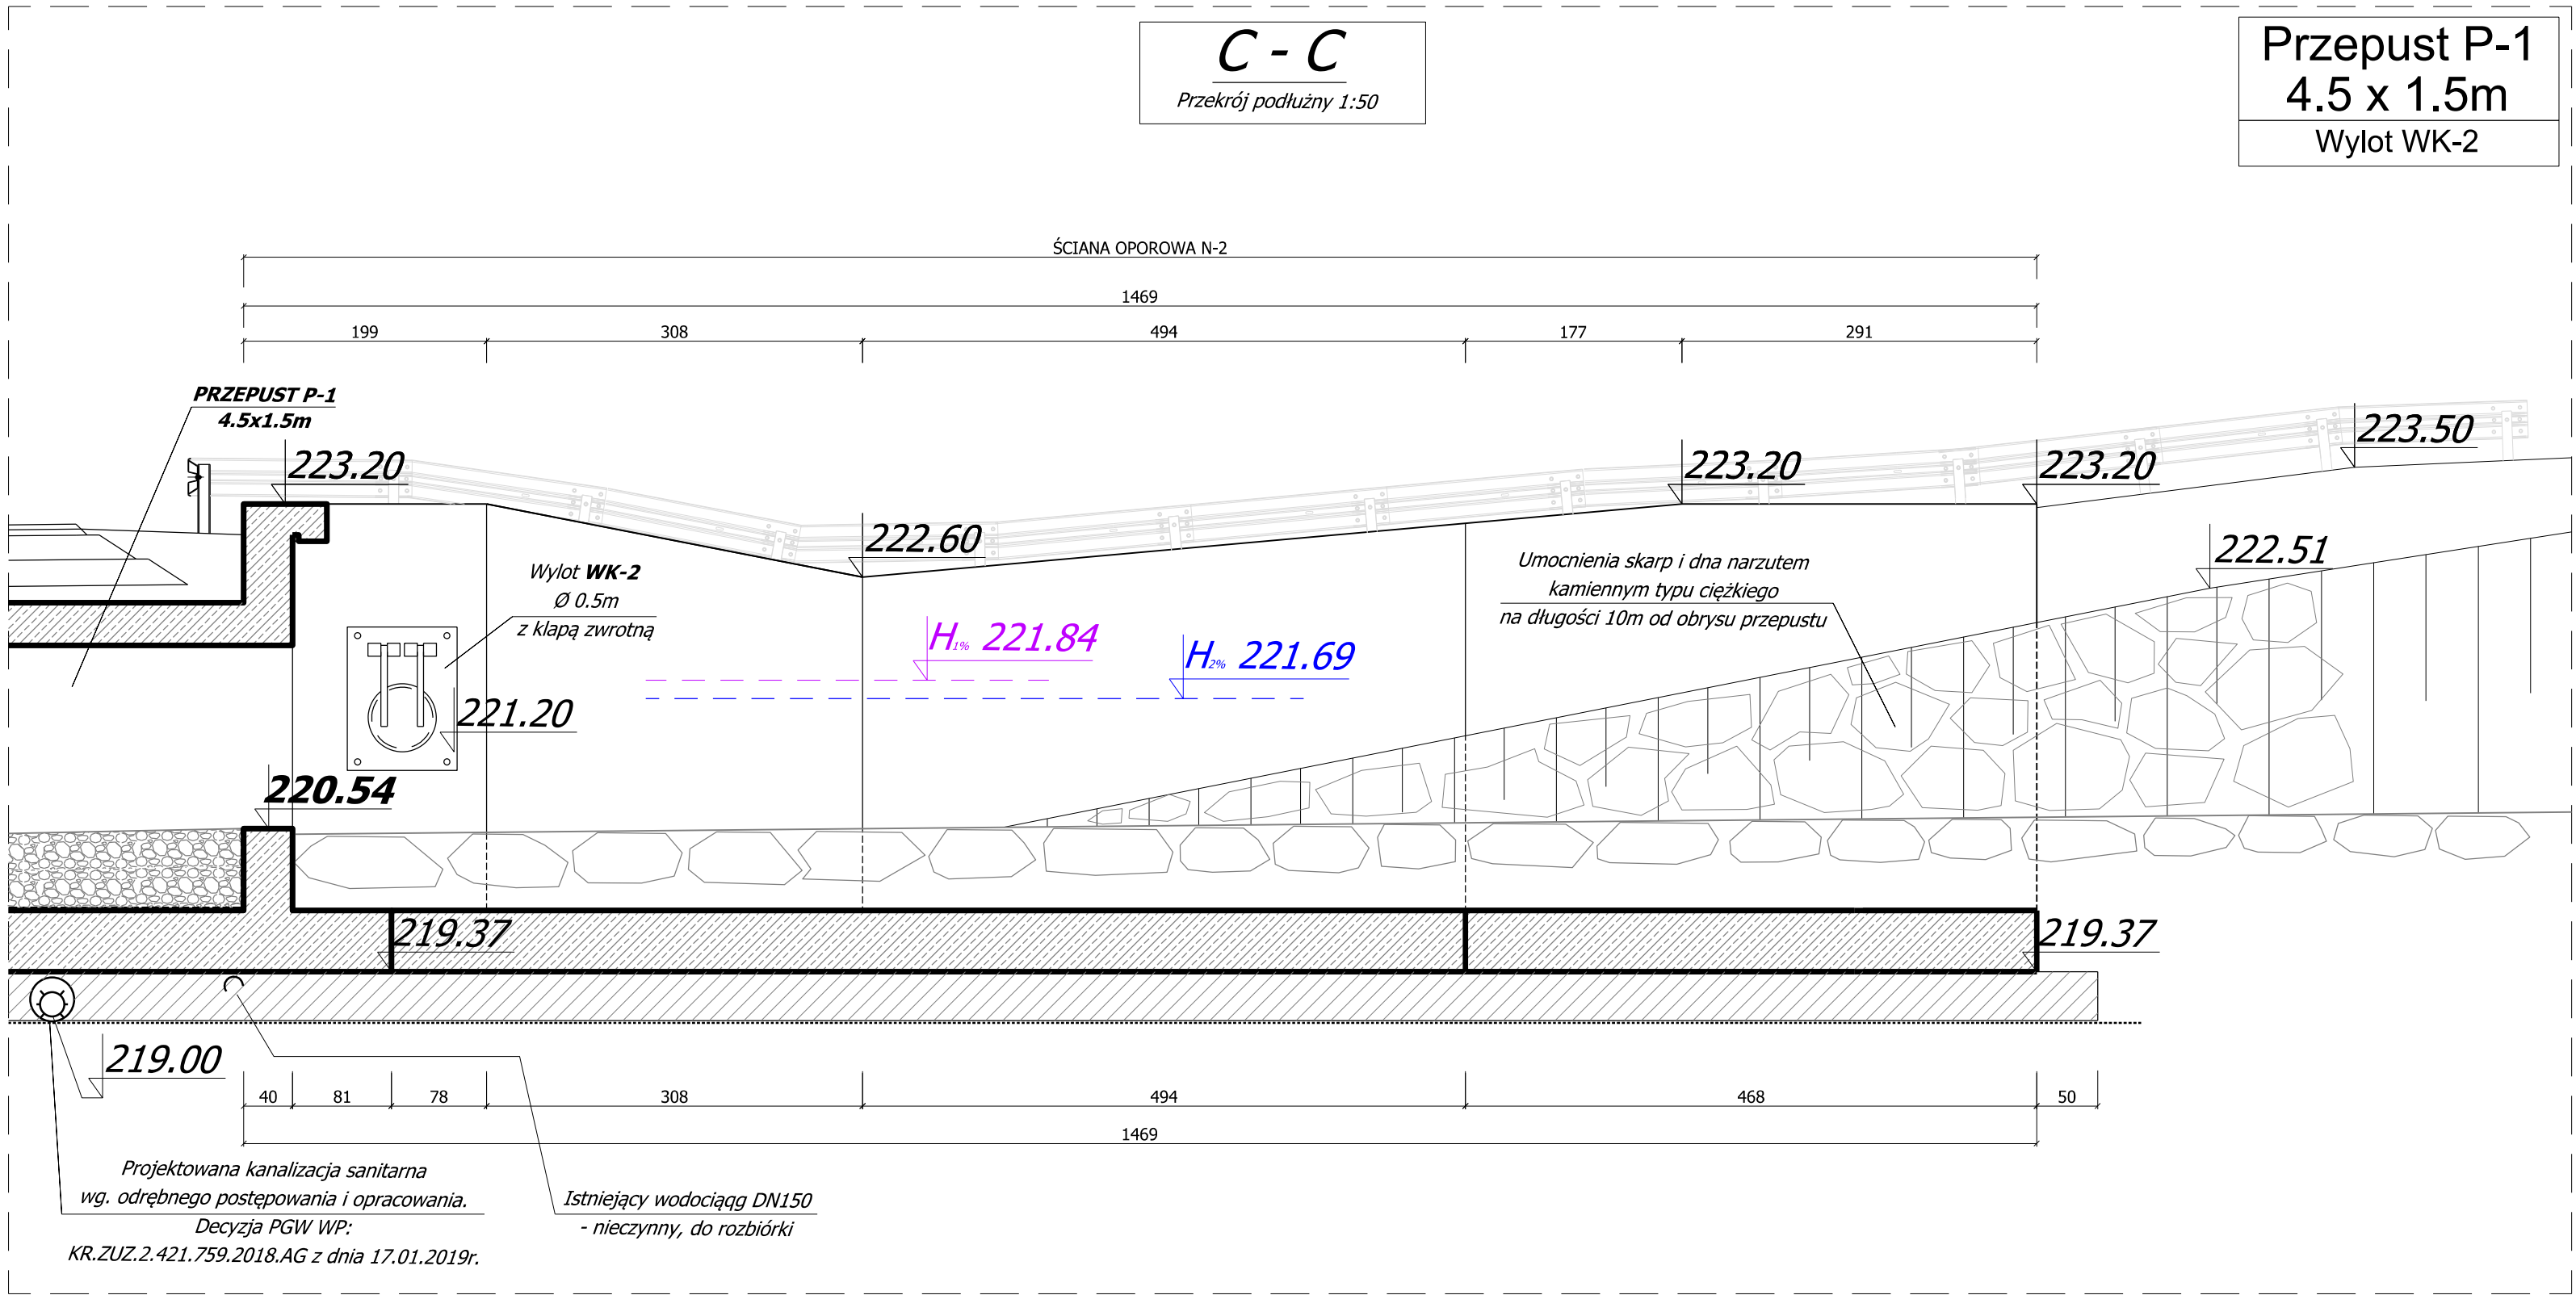 C - C
Przekrój podłużny 1:50
Przepust P-1
4.5 x 1.5m
Wylot WK-2
ŚCIANA OPOROWA N-2
1469
199
308
494
177
291
PRZEPUST P-1
4.5x1.5m
223.20
222.60
223.20
223.20
223.50
222.51
Wylot WK-2
Ø 0.5m
z klapą zwrotną
Umocnienia skarp i dna narzutem
kamiennym typu ciężkiego
na długości 10m od obrysu przepustu
H1% 221.84
H2% 221.69
221.20
220.54
219.37
219.37
219.00
40
81
78
308
494
468
50
1469
Projektowana kanalizacja sanitarna
wg. odrębnego postępowania i opracowania.
Decyzja PGW WP:
KR.ZUZ.2.421.759.2018.AG z dnia 17.01.2019r.
Istniejący wodociąqg DN150
- nieczynny, do rozbiórki